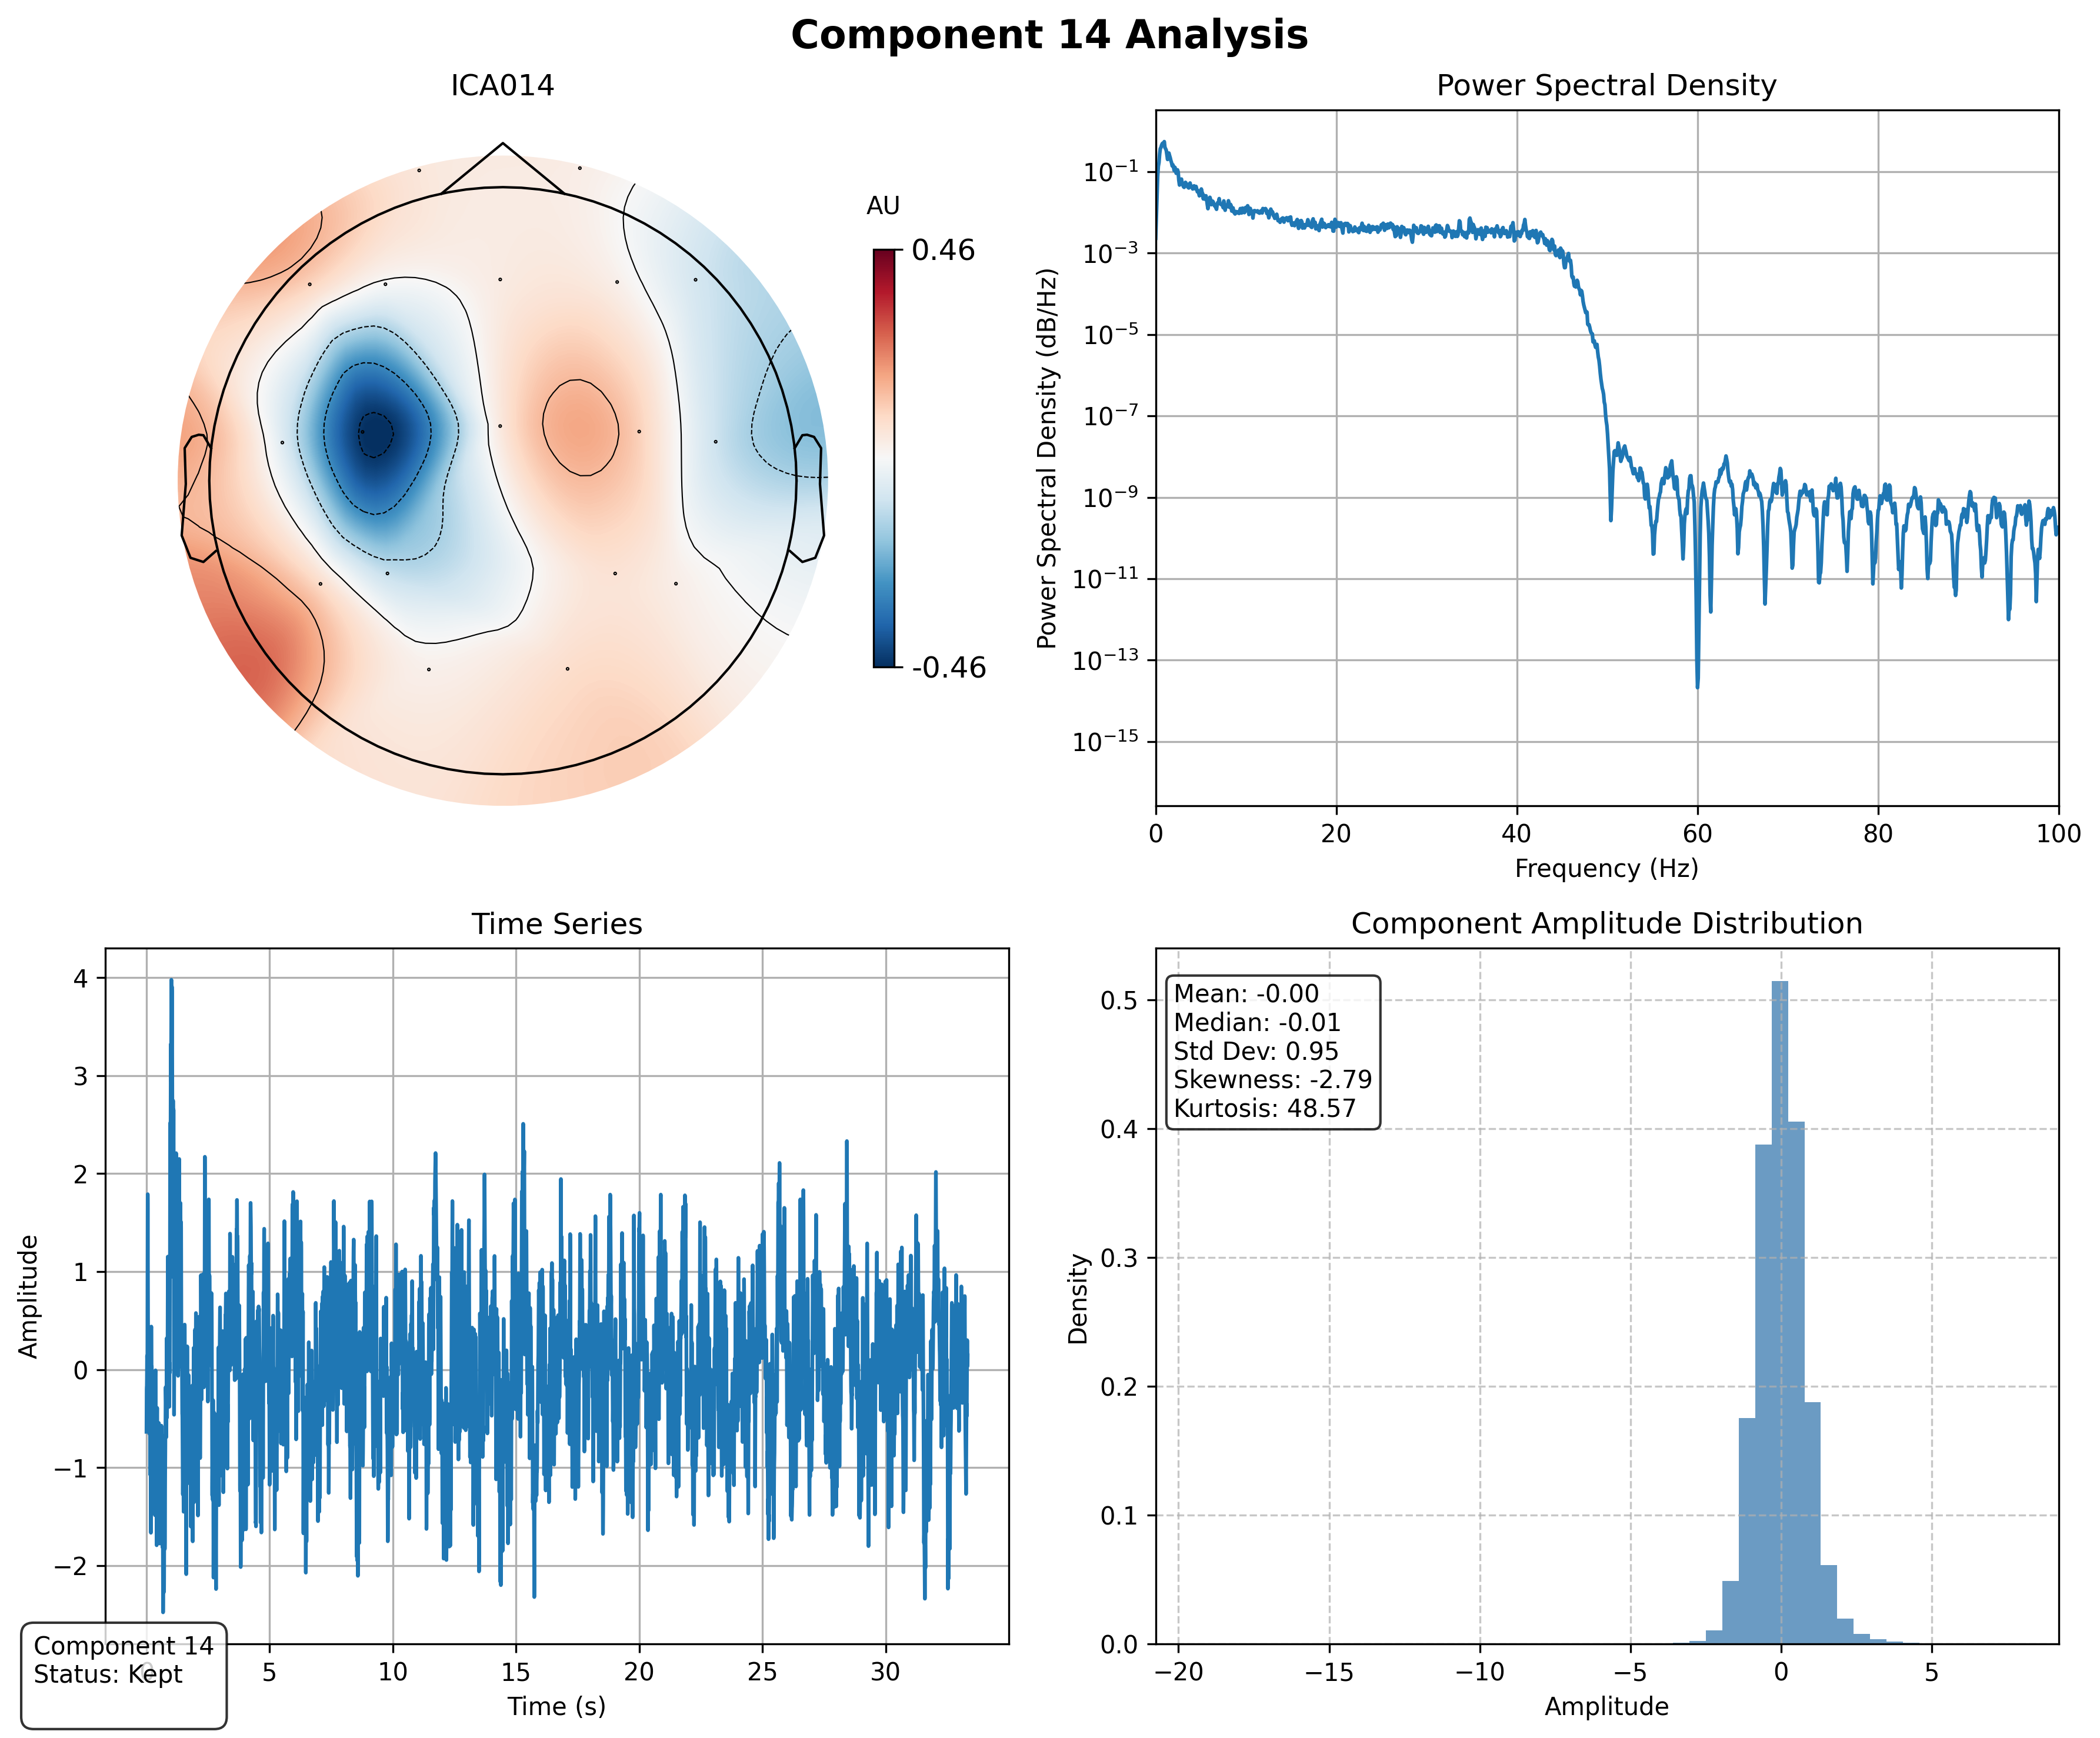 Component 14 Analysis
ICA014
AU
0.46
-0.46
Power Spectral Density
Power Spectral Density (dB/Hz)
10⁻¹
10⁻³
10⁻⁵
10⁻⁷
10⁻⁹
10⁻¹¹
10⁻¹³
10⁻¹⁵
0 20 40 60 80 100
Frequency (Hz)
Time Series
Amplitude
4
3
2
1
0
−1
−2
0 5 10 15 20 25 30
Time (s)
Component 14
Status: Kept
Component Amplitude Distribution
Mean: -0.00
Median: -0.01
Std Dev: 0.95
Skewness: -2.79
Kurtosis: 48.57
Density
0.5
0.4
0.3
0.2
0.1
0.0
−20 −15 −10 −5 0 5
Amplitude